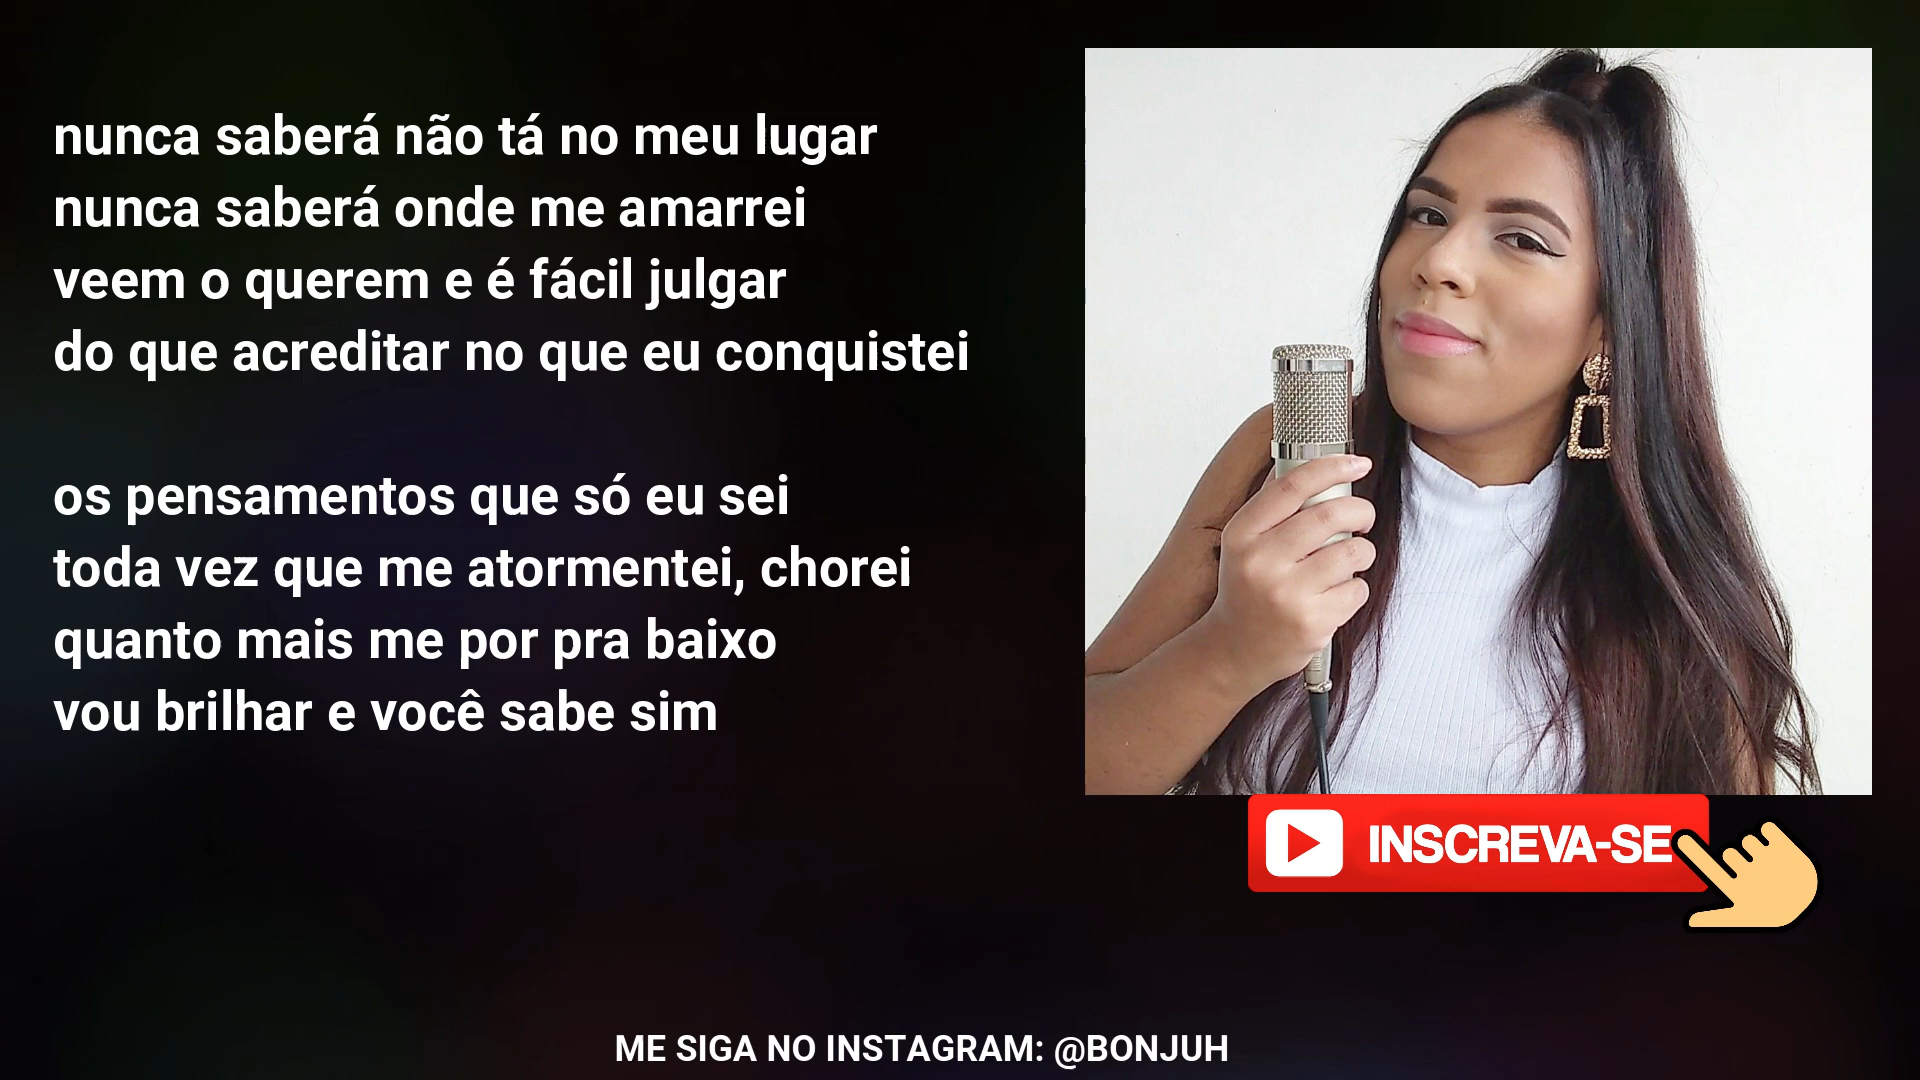 nunca saberá não tá no meu lugar
nunca saberá onde me amarrei
veem o querem e é fácil julgar
do que acreditar no que eu conquistei
os pensamentos que só eu sei
toda vez que me atormentei, chorei
quanto mais me por pra baixo
vou brilhar e você sabe sim
INSCREVA-SE
ME SIGA NO INSTAGRAM: @BONJUH